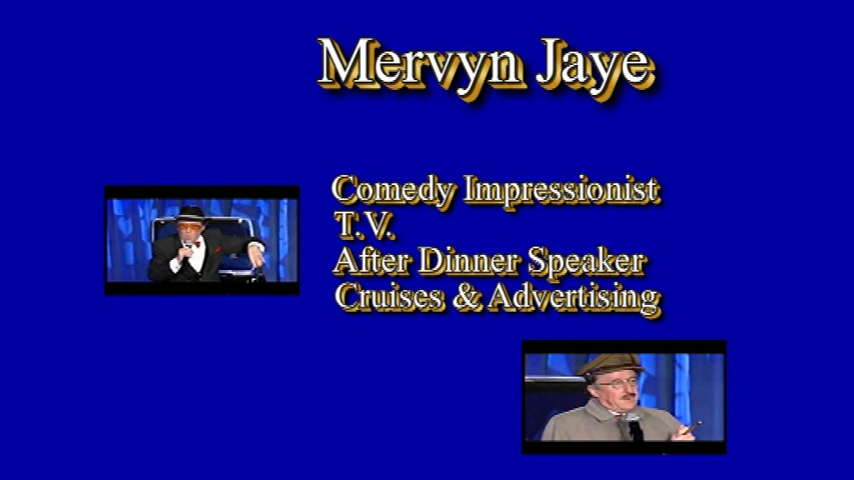 Mervyn Jaye
Comedy Impressionist
T.V.
After Dinner Speaker
Cruises & Advertising